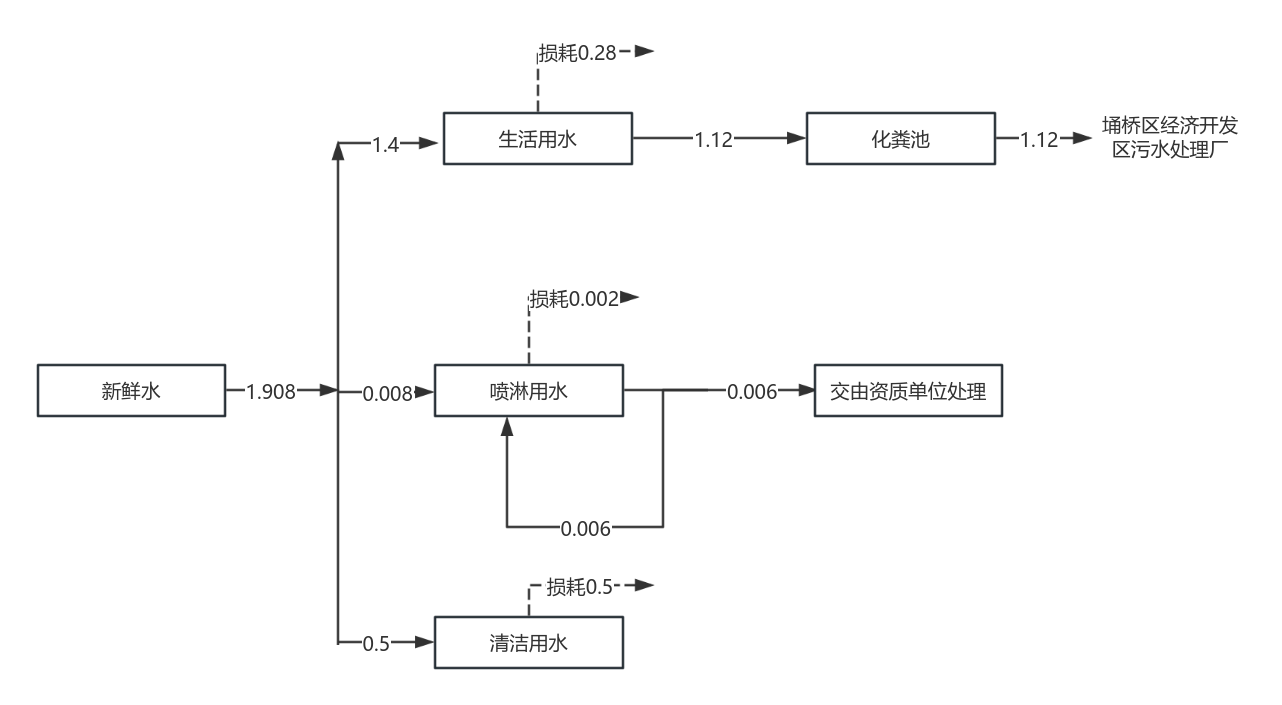 损耗0.28
生活用水
化粪池
埇桥区经济开发
区污水处理厂
1.4
1.12
1.12
损耗0.002
新鲜水
1.908
0.008
喷淋用水
0.006
交由资质单位处理
0.006
损耗0.5
0.5
清洁用水